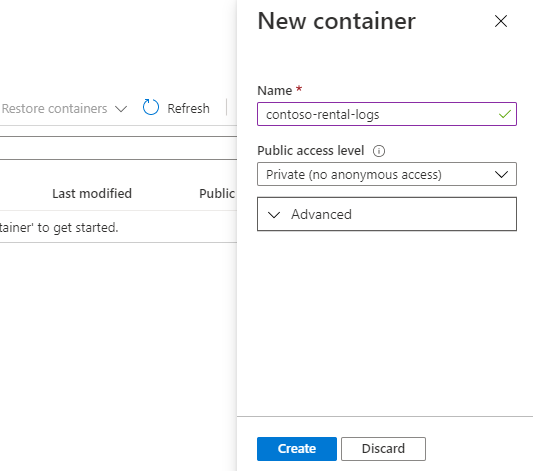 New container
Name *
Restore containers
Refresh
contoso-rental-logs
Public access level
Private (no anonymous access)
Last modified
Public
Advanced
tainer' to get started.
Create
Discard